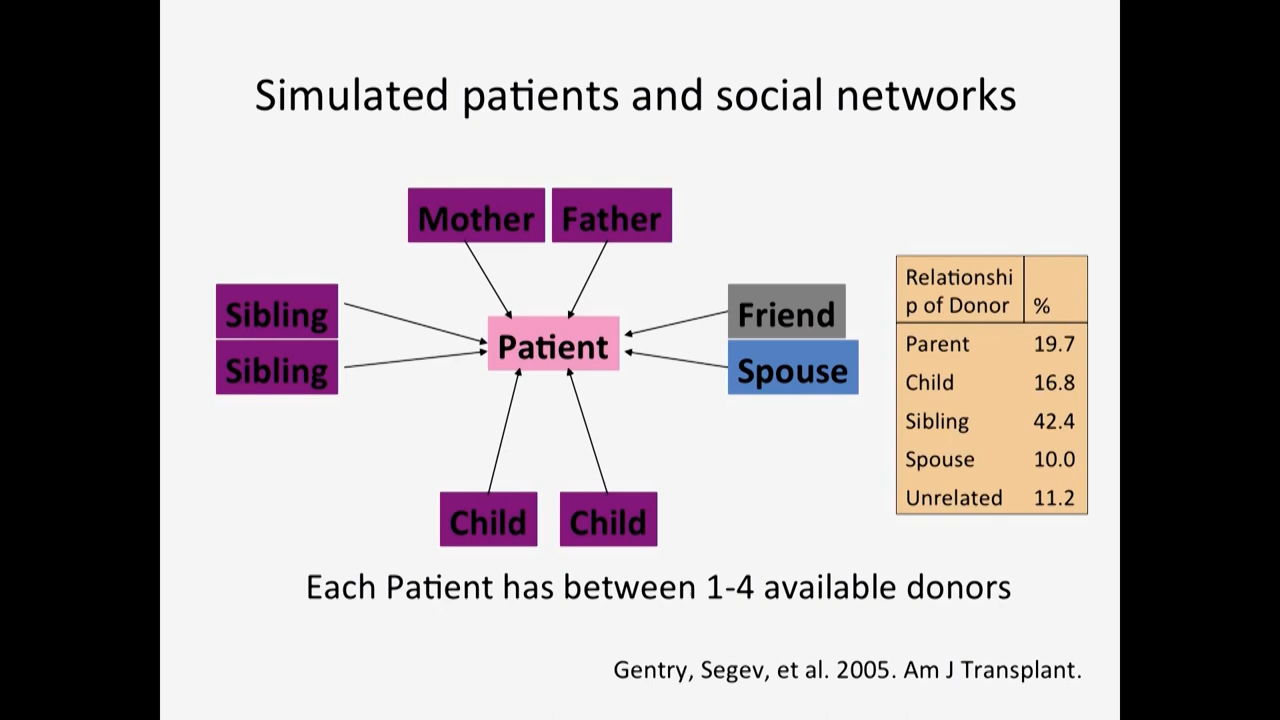 Simulated patients and social networks
Mother Father
Sibling
Sibling
Patient
Friend
Spouse
Child Child
Relationshi
p of Donor %
Parent 19.7
Child 16.8
Sibling 42.4
Spouse 10.0
Unrelated 11.2
Each Patient has between 1-4 available donors
Gentry, Segev, et al. 2005. Am J Transplant.